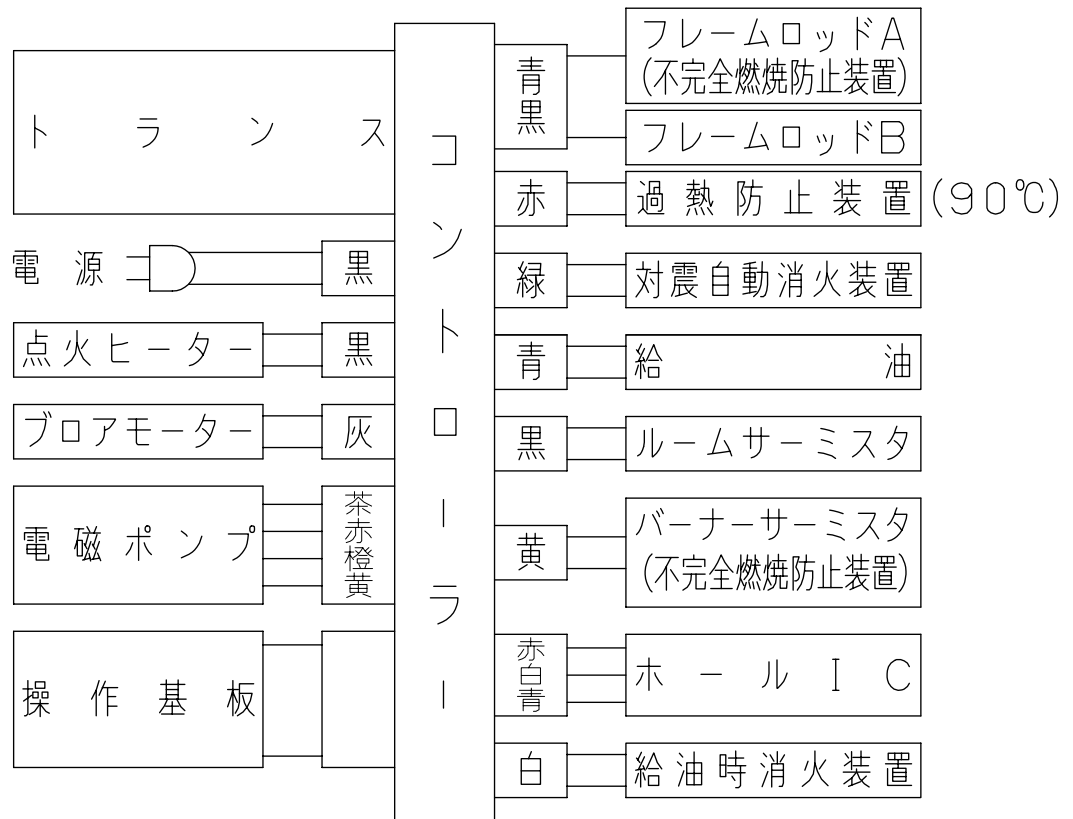 トランス
電源
黒
点火ヒーター
黒
ブロアモーター
灰
電磁ポンプ
茶
赤
橙
黄
操作基板
コントローラー
青
黒
フレームロッドA
(不完全燃焼防止装置)
フレームロッドB
赤
過熱防止装置(90℃)
緑
対震自動消火装置
青
給油
黒
ルームサーミスタ
黄
バーナーサーミスタ
(不完全燃焼防止装置)
赤
白
青
ホールIC
白
給油時消火装置